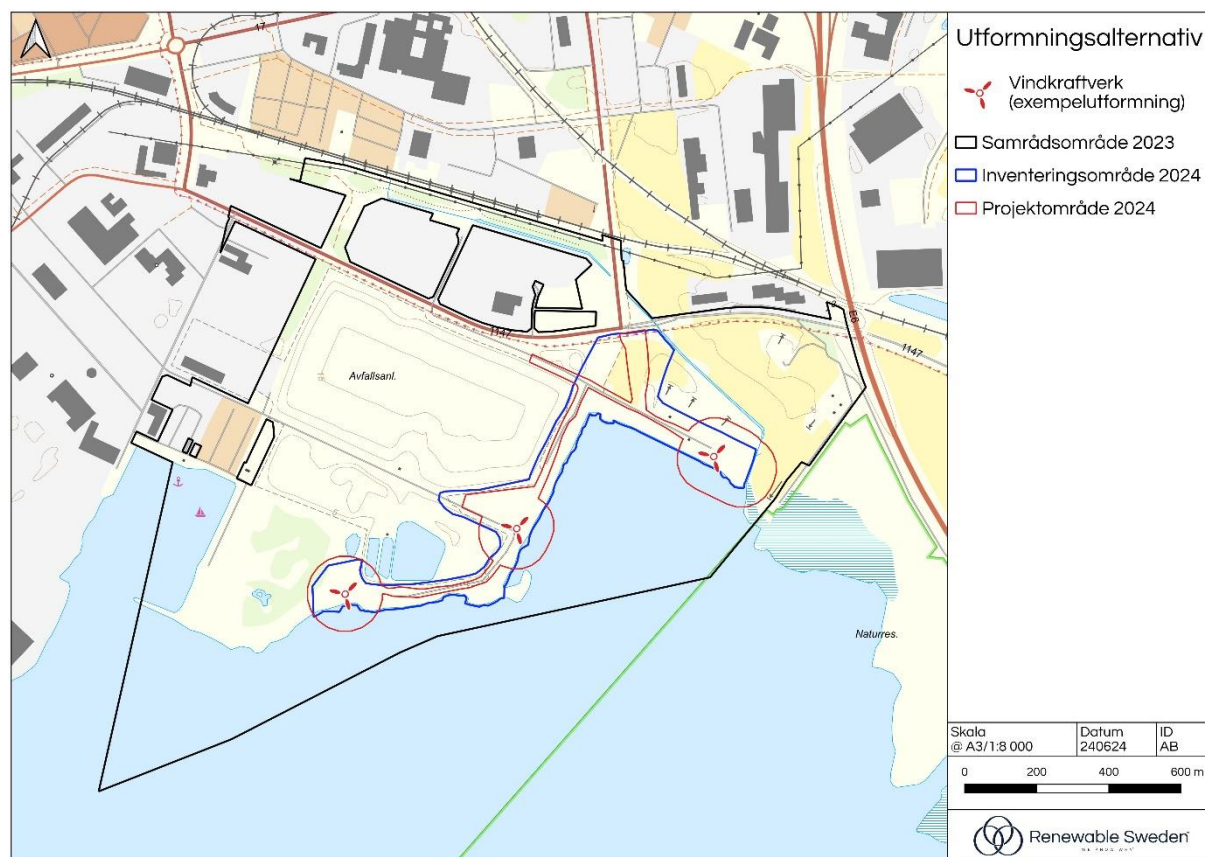 17
1147
Avfallsanl.
E6
1147
Naturres.
Utformningsalternativ
Vindkraftverk
(exempelutformning)
Samrådsområde 2023
Inventeringsområde 2024
Projektområde 2024
Skala
@ A3/1:8 000
Datum
240624
ID
AB
0 200 400 600 m
Renewable Sweden